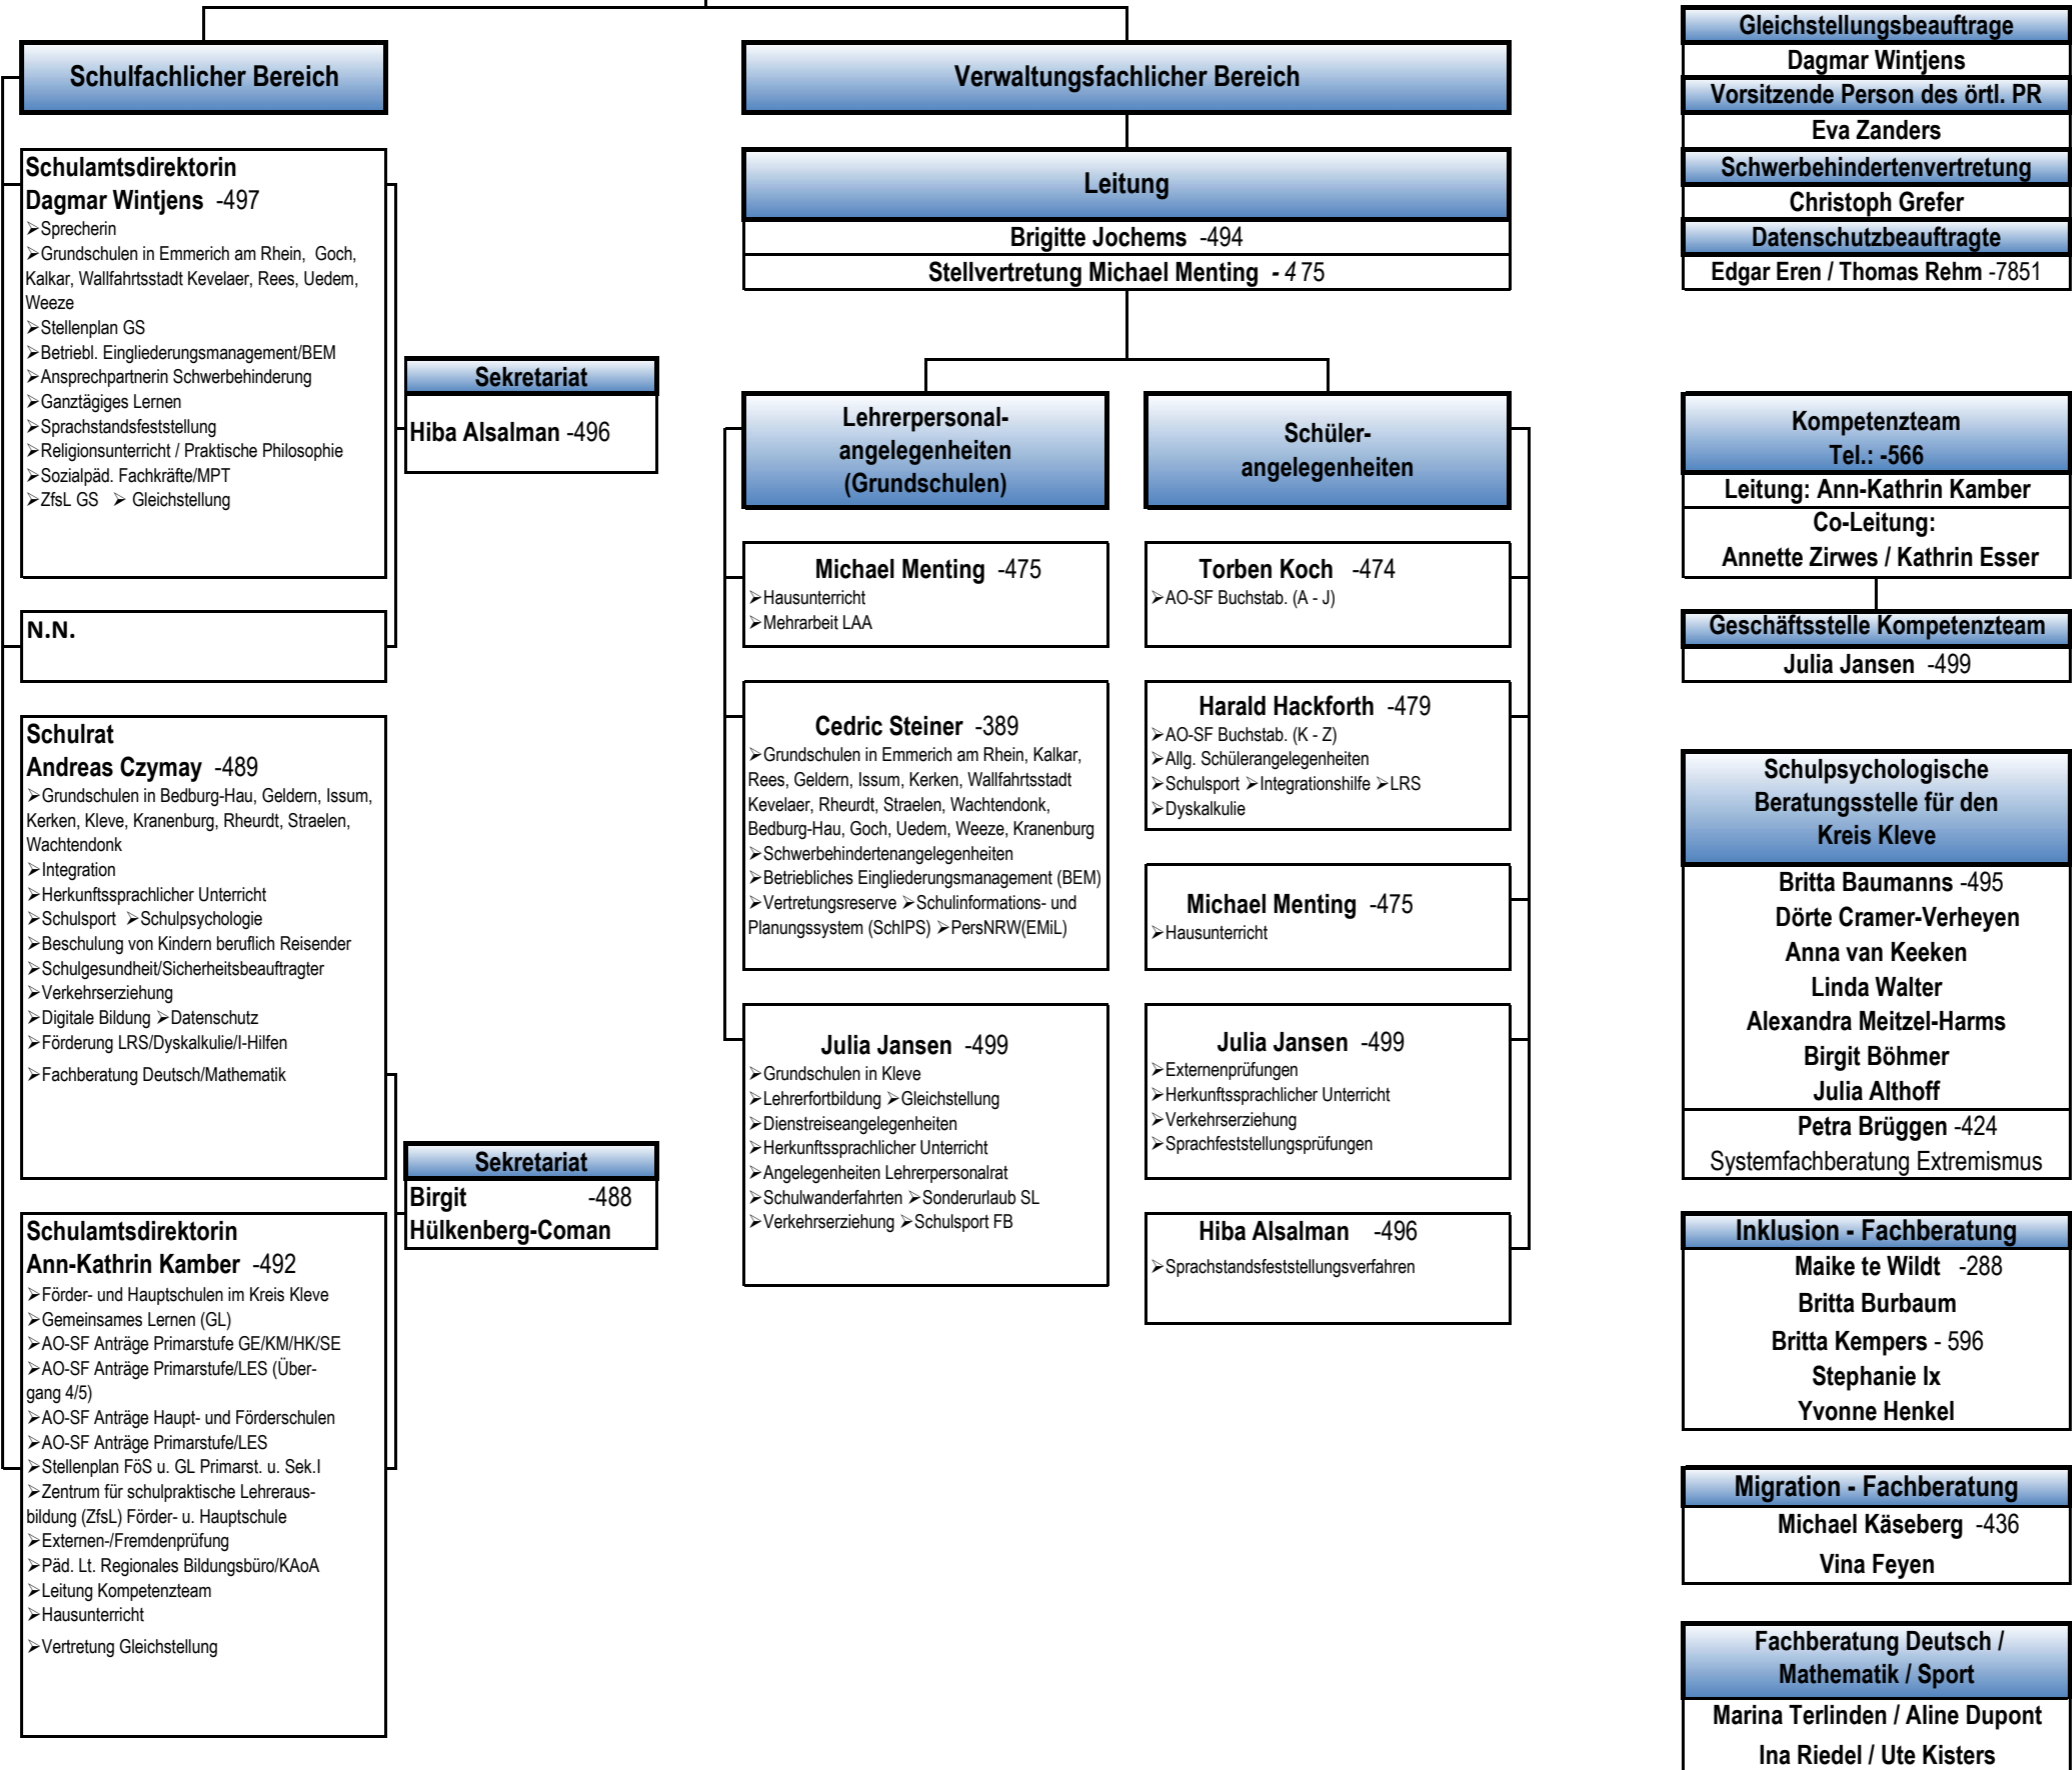 Schulfachlicher Bereich
Schulamtsdirektorin
Dagmar Wintjens -497
➢Sprecherin
➢Grundschulen in Emmerich am Rhein, Goch,
Kalkar, Wallfahrtsstadt Kevelaer, Rees, Uedem,
Weeze
➢Stellenplan GS
➢Betriebl. Eingliederungsmanagement/BEM
➢Ansprechpartnerin Schwerbehinderung
➢Ganztägiges Lernen
➢Sprachstandsfeststellung
➢Religionsunterricht / Praktische Philosophie
➢Sozialpäd. Fachkräfte/MPT
➢ZfsL GS ➢ Gleichstellung
N.N.
Sekretariat
Hiba Alsalman -496
Schulrat
Andreas Czymay -489
➢Grundschulen in Bedburg-Hau, Geldern, Issum,
Kerken, Kleve, Kranenburg, Rheurdt, Straelen,
Wachtendonk
➢Integration
➢Herkunftssprachlicher Unterricht
➢Schulsport ➢Schulpsychologie
➢Beschulung von Kindern beruflich Reisender
➢Schulgesundheit/Sicherheitsbeauftragter
➢Verkehrserziehung
➢Digitale Bildung ➢Datenschutz
➢Förderung LRS/Dyskalkulie/I-Hilfen
➢Fachberatung Deutsch/Mathematik
Schulamtsdirektorin
Ann-Kathrin Kamber -492
➢Förder- und Hauptschulen im Kreis Kleve
➢Gemeinsames Lernen (GL)
➢AO-SF Anträge Primarstufe GE/KM/HK/SE
➢AO-SF Anträge Primarstufe/LES (Über-
gang 4/5)
➢AO-SF Anträge Haupt- und Förderschulen
➢AO-SF Anträge Primarstufe/LES
➢Stellenplan FöS u. GL Primarst. u. Sek.I
➢Zentrum für schulpraktische Lehreraus-
bildung (ZfsL) Förder- u. Hauptschule
➢Externen-/Fremdenprüfung
➢Päd. Lt. Regionales Bildungsbüro/KAoA
➢Leitung Kompetenzteam
➢Hausunterricht
➢Vertretung Gleichstellung
Sekretariat
Birgit -488
Hülkenberg-Coman
Verwaltungsfachlicher Bereich
Leitung
Brigitte Jochems -494
Stellvertretung Michael Menting - 475
Lehrerpersonal-
angelegenheiten
(Grundschulen)
Michael Menting -475
➢Hausunterricht
➢Mehrarbeit LAA
Cedric Steiner -389
➢Grundschulen in Emmerich am Rhein, Kalkar,
Rees, Geldern, Issum, Kerken, Wallfahrtsstadt
Kevelaer, Rheurdt, Straelen, Wachtendonk,
Bedburg-Hau, Goch, Uedem, Weeze, Kranenburg
➢Schwerbehindertenangelegenheiten
➢Betriebliches Eingliederungsmanagement (BEM)
➢Vertretungsreserve ➢Schulinformations- und
Planungssystem (SchIPS) ➢PersNRW(EMiL)
Julia Jansen -499
➢Grundschulen in Kleve
➢Lehrerfortbildung ➢Gleichstellung
➢Dienstreiseangelegenheiten
➢Herkunftssprachlicher Unterricht
➢Angelegenheiten Lehrerpersonalrat
➢Schulwanderfahrten ➢Sonderurlaub SL
➢Verkehrserziehung ➢Schulsport FB
Schüler-
angelegenheiten
Torben Koch -474
➢AO-SF Buchstab. (A - J)
Harald Hackforth -479
➢AO-SF Buchstab. (K - Z)
➢Allg. Schülerangelegenheiten
➢Schulsport ➢Integrationshilfe ➢LRS
➢Dyskalkulie
Michael Menting -475
➢Hausunterricht
Julia Jansen -499
➢Externenprüfungen
➢Herkunftssprachlicher Unterricht
➢Verkehrserziehung
➢Sprachfeststellungsprüfungen
Hiba Alsalman -496
➢Sprachstandsfeststellungsverfahren
Gleichstellungsbeauftrage
Dagmar Wintjens
Vorsitzende Person des örtl. PR
Eva Zanders
Schwerbehindertenvertretung
Christoph Grefer
Datenschutzbeauftragte
Edgar Eren / Thomas Rehm -7851
Kompetenzteam
Tel.: -566
Leitung: Ann-Kathrin Kamber
Co-Leitung:
Annette Zirwes / Kathrin Esser
Geschäftsstelle Kompetenzteam
Julia Jansen -499
Schulpsychologische
Beratungsstelle für den
Kreis Kleve
Britta Baumanns -495
Dörte Cramer-Verheyen
Anna van Keeken
Linda Walter
Alexandra Meitzel-Harms
Birgit Böhmer
Julia Althoff
Petra Brüggen -424
Systemfachberatung Extremismus
Inklusion - Fachberatung
Maike te Wildt -288
Britta Burbaum
Britta Kempers - 596
Stephanie Ix
Yvonne Henkel
Migration - Fachberatung
Michael Käseberg -436
Vina Feyen
Fachberatung Deutsch /
Mathematik / Sport
Marina Terlinden / Aline Dupont
Ina Riedel / Ute Kisters